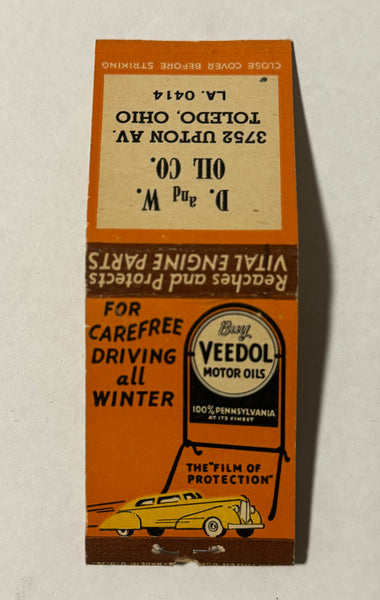 CLOSE COVER BEFORE STRIKING
D. and W.
OIL CO.
3752 UPTON AV.
TOLEDO, OHIO
LA. 0414
Reaches and Protects
VITAL ENGINE PARTS
FOR
CAREFREE
DRIVING
all
WINTER
Buy
VEEDOL
MOTOR OILS
100% PENNSYLVANIA
AT ITS FINEST
THE "FILM OF
PROTECTION"